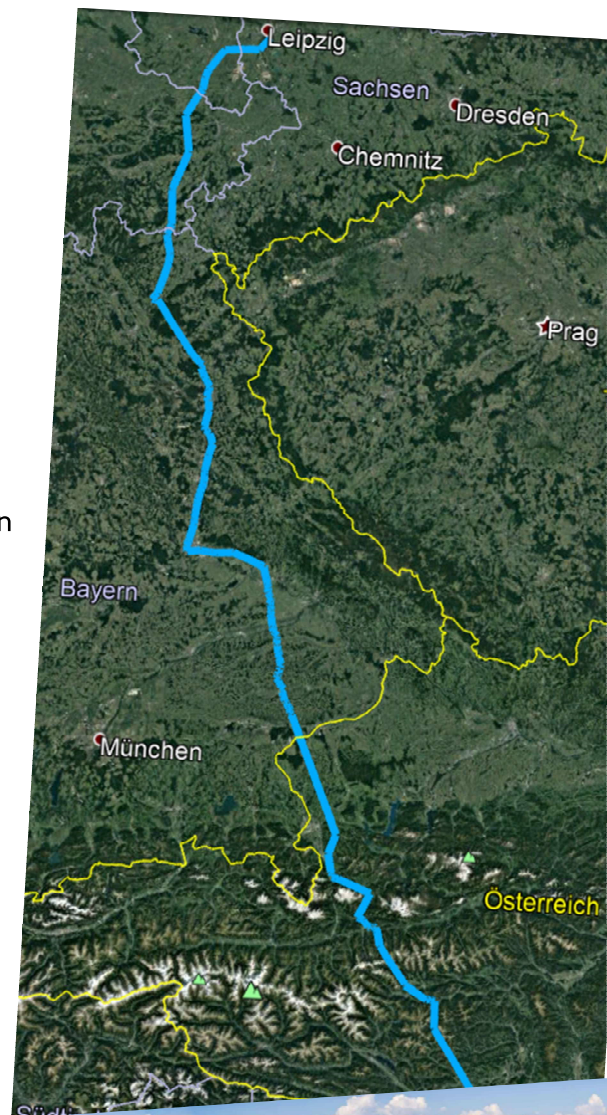 Leipzig
Sachsen
Dresden
Chemnitz
Prag
n
Bayern
München
Österreich